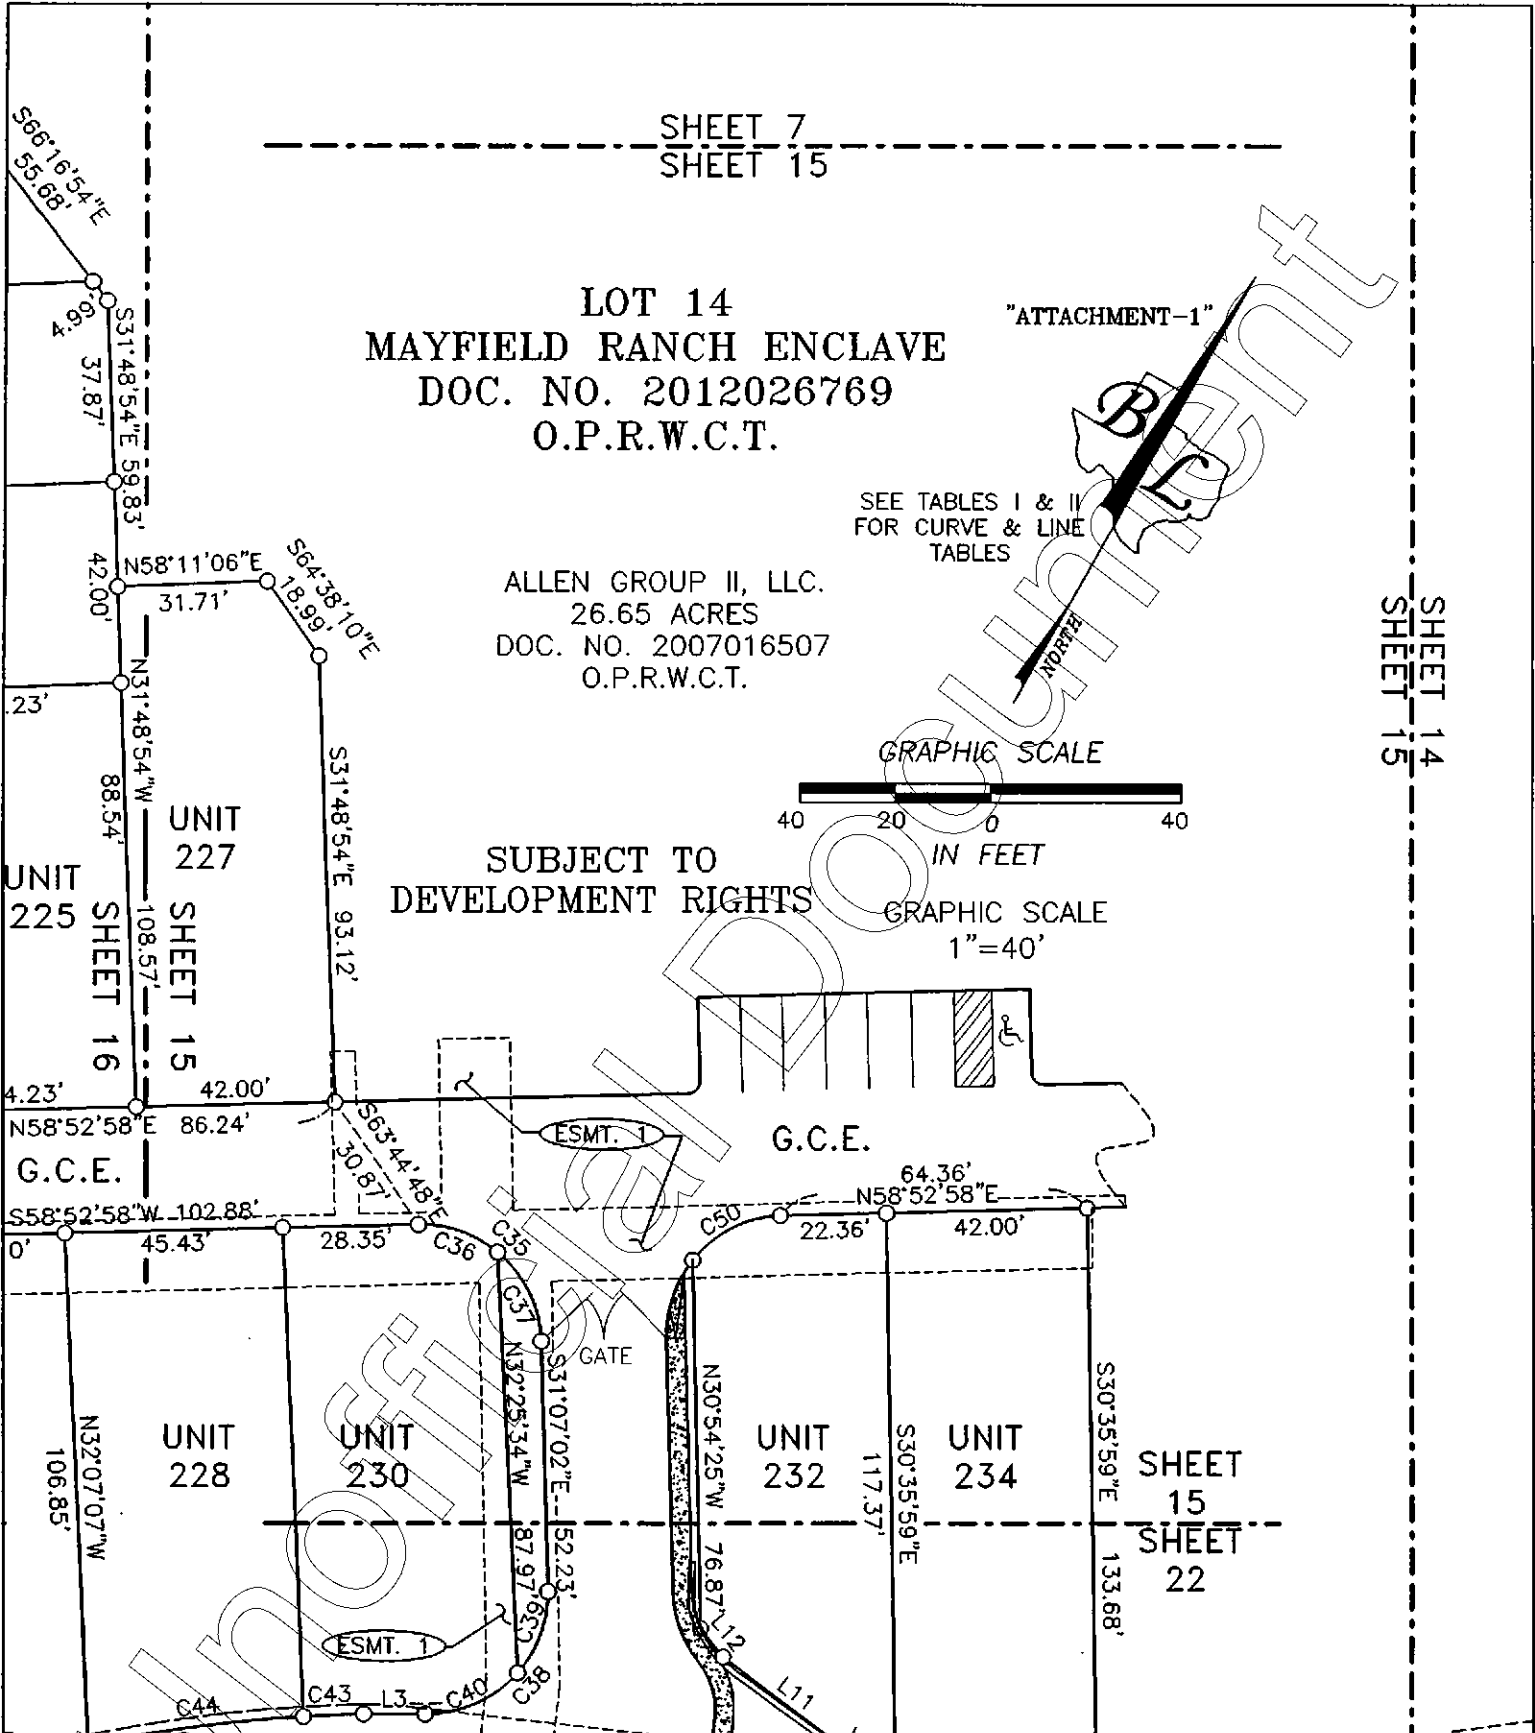 SHEET 7
SHEET 15
S66°16'54"E
55.68'
4.99'
S31°48'54"E 59.83'
37.87'
LOT 14
MAYFIELD RANCH ENCLAVE
DOC. NO. 2012026769
O.P.R.W.C.T.
"ATTACHMENT-1"
B
L
NORTH
SEE TABLES I & II
FOR CURVE & LINE
TABLES
42.00'
N58°11'06"E
31.71'
S64°38'10"E
18.99'
ALLEN GROUP II, LLC.
26.65 ACRES
DOC. NO. 2007016507
O.P.R.W.C.T.
SHEET 14
SHEET 15
.23'
N31°48'54"W
108.57'
88.54'
S31°48'54"E 93.12'
GRAPHIC SCALE
40 20 0 40
IN FEET
GRAPHIC SCALE
1"=40'
UNIT
227
UNIT
225
SHEET 16
SHEET 15
SUBJECT TO
DEVELOPMENT RIGHTS
4.23'
42.00'
N58°52'58"E 86.24'
G.C.E.
S63°44'48"E
30.87'
ESMT. 1
G.C.E.
64.36'
N58°52'58"E
S58°52'58"W 102.88'
0'
45.43'
28.35'
C36
C35
C50
22.36'
42.00'
C37
GATE
N32°07'07"W
106.85'
UNIT
228
UNIT
230
N32°25'34"W 87.97'
S31°07'02"E 52.23'
N30°54'25"W 76.87'
UNIT
232
S30°35'59"E
117.37'
UNIT
234
S30°35'59"E 133.68'
SHEET
15
SHEET
22
ESMT. 1
C39
C38
L12
L11
C44
C43
L3
C40
Unofficial Document